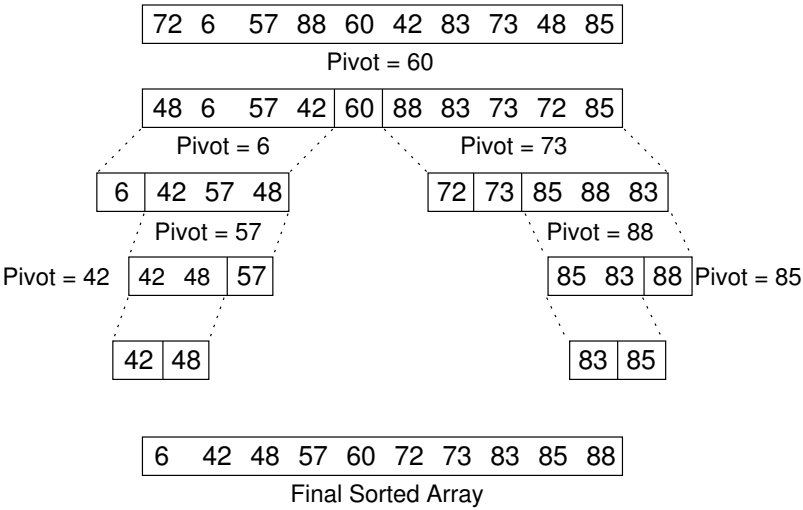 72 6 57 88 60 42 83 73 48 85
Pivot = 60
48 6 57 42 60 88 83 73 72 85
Pivot = 6 Pivot = 73
6 42 57 48 72 73 85 88 83
Pivot = 57 Pivot = 88
Pivot = 42 42 48 57 85 83 88 Pivot = 85
42 48 83 85
6 42 48 57 60 72 73 83 85 88
Final Sorted Array